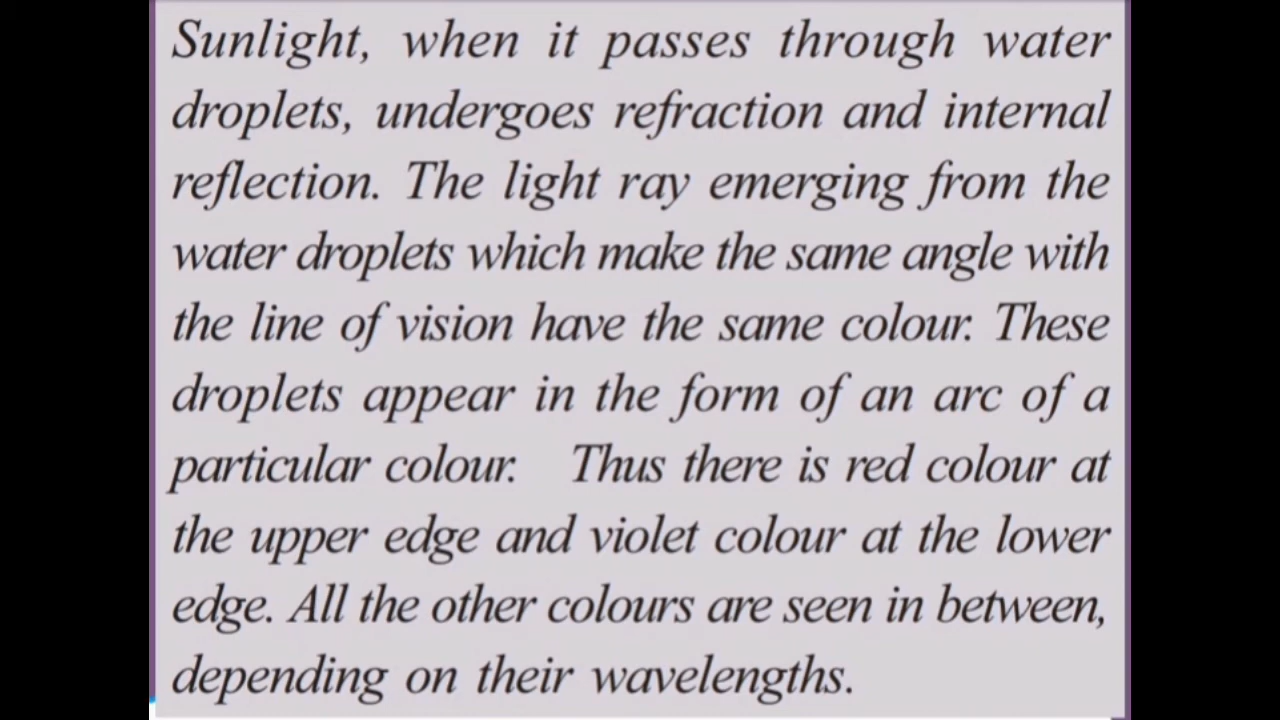 Sunlight, when it passes through water
droplets, undergoes refraction and internal
reflection. The light ray emerging from the
water droplets which make the same angle with
the line of vision have the same colour. These
droplets appear in the form of an arc of a
particular colour. Thus there is red colour at
the upper edge and violet colour at the lower
edge. All the other colours are seen in between,
depending on their wavelengths.